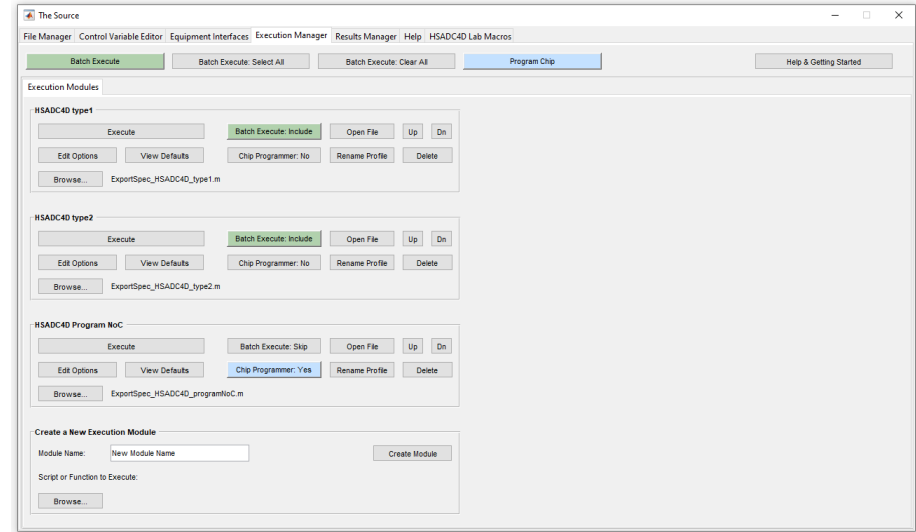 The Source
File Manager Control Variable Editor Equipment Interfaces Execution Manager Results Manager Help HSADC4D Lab Macros
Batch Execute Batch Execute: Select All Batch Execute: Clear All Program Chip Help & Getting Started
Execution Modules
HSADC4D type1
Execute Batch Execute: Include Open File Up Dn
Edit Options View Defaults Chip Programmer: No Rename Profile Delete
Browse... ExportSpec_HSADC4D_type1.m
HSADC4D type2
Execute Batch Execute: Include Open File Up Dn
Edit Options View Defaults Chip Programmer: No Rename Profile Delete
Browse... ExportSpec_HSADC4D_type2.m
HSADC4D Program NoC
Execute Batch Execute: Skip Open File Up Dn
Edit Options View Defaults Chip Programmer: Yes Rename Profile Delete
Browse... ExportSpec_HSADC4D_programNoC.m
Create a New Execution Module
Module Name: New Module Name Create Module
Script or Function to Execute:
Browse...